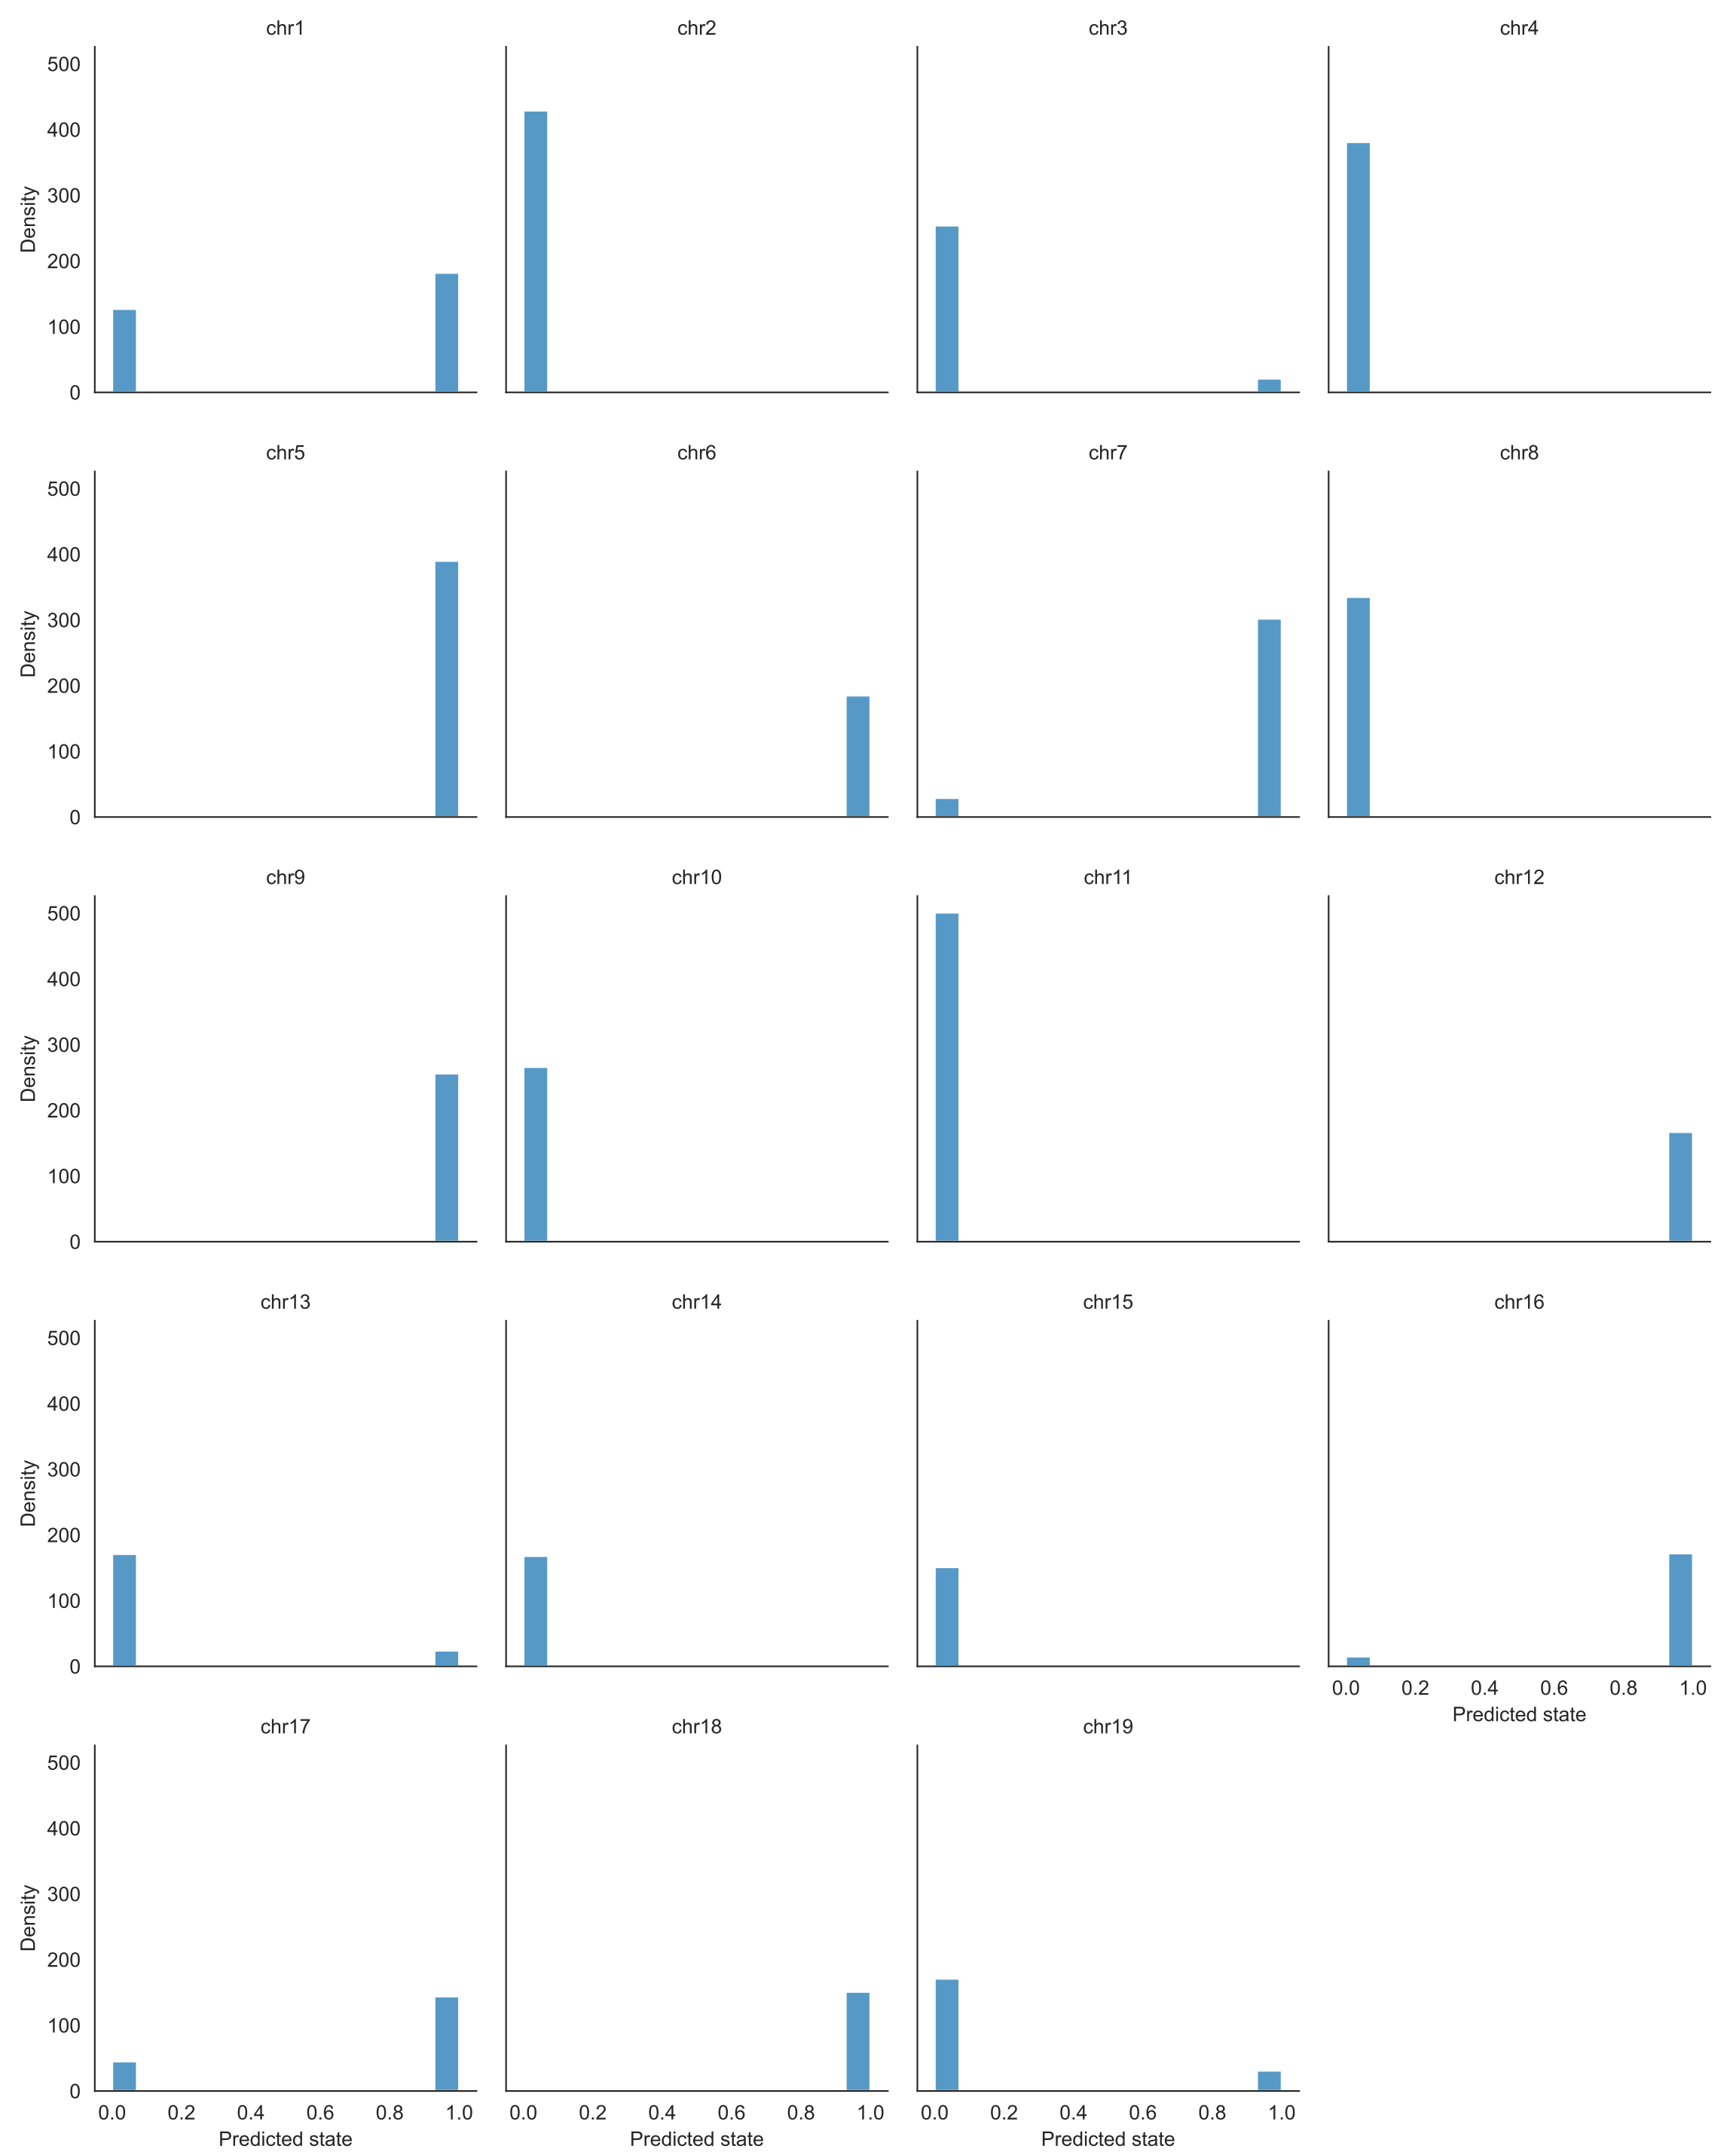 chr1 chr2 chr3 chr4
500
400
300
200
100
0
Density
chr5 chr6 chr7 chr8
500
400
300
200
100
0
Density
chr9 chr10 chr11 chr12
500
400
300
200
100
0
Density
chr13 chr14 chr15 chr16
500
400
300
200
100
0
Density
0.0 0.2 0.4 0.6 0.8 1.0
Predicted state
chr17 chr18 chr19
500
400
300
200
100
0
Density
0.0 0.2 0.4 0.6 0.8 1.0 0.0 0.2 0.4 0.6 0.8 1.0 0.0 0.2 0.4 0.6 0.8 1.0
Predicted state Predicted state Predicted state